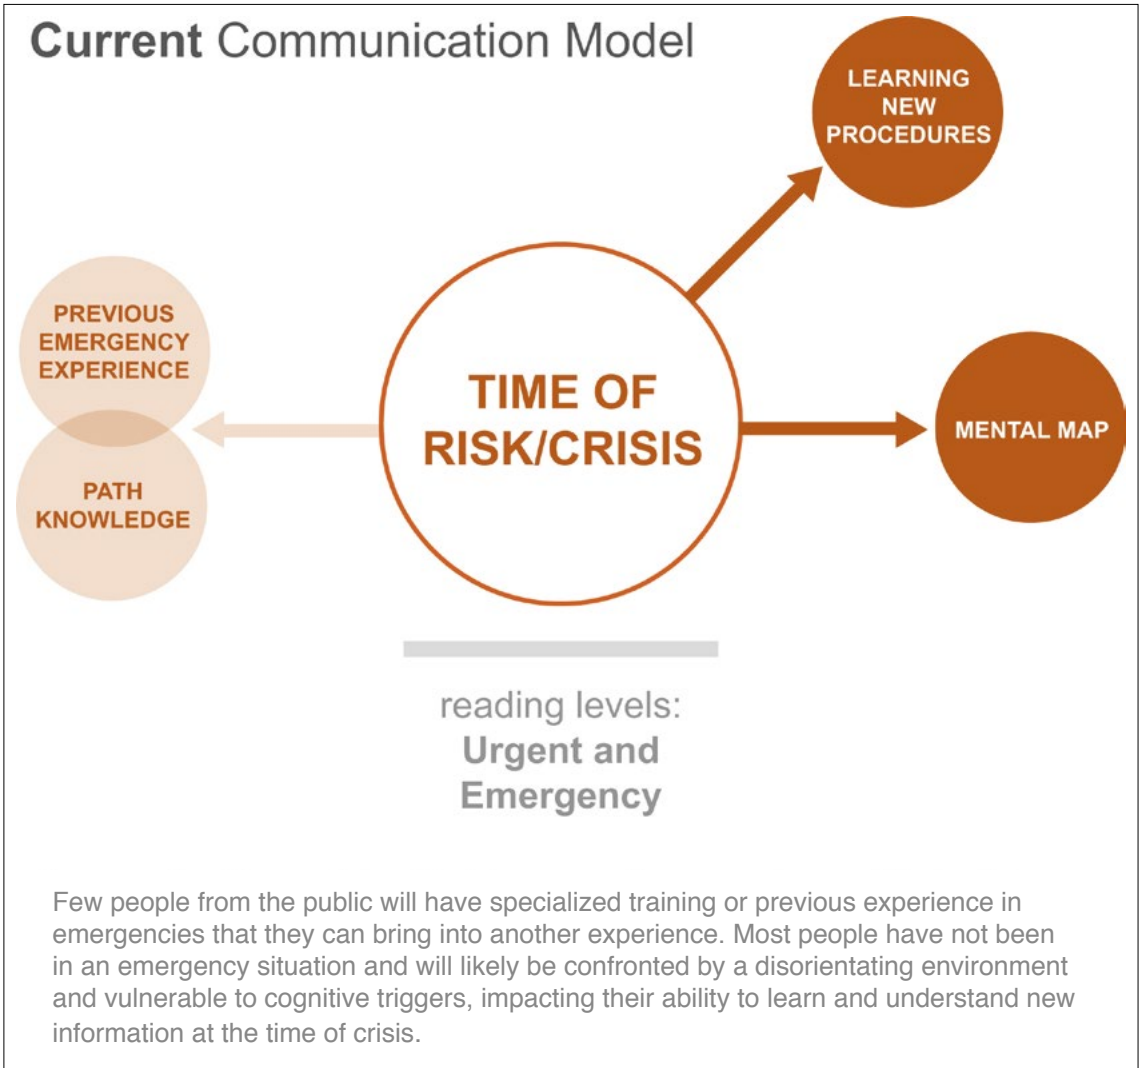 Current Communication Model
LEARNING
NEW
PROCEDURES
PREVIOUS
EMERGENCY
EXPERIENCE
PATH
KNOWLEDGE
TIME OF
RISK/CRISIS
MENTAL MAP
reading levels:
Urgent and
Emergency
Few people from the public will have specialized training or previous experience in
emergencies that they can bring into another experience. Most people have not been
in an emergency situation and will likely be confronted by a disorientating environment
and vulnerable to cognitive triggers, impacting their ability to learn and understand new
information at the time of crisis.